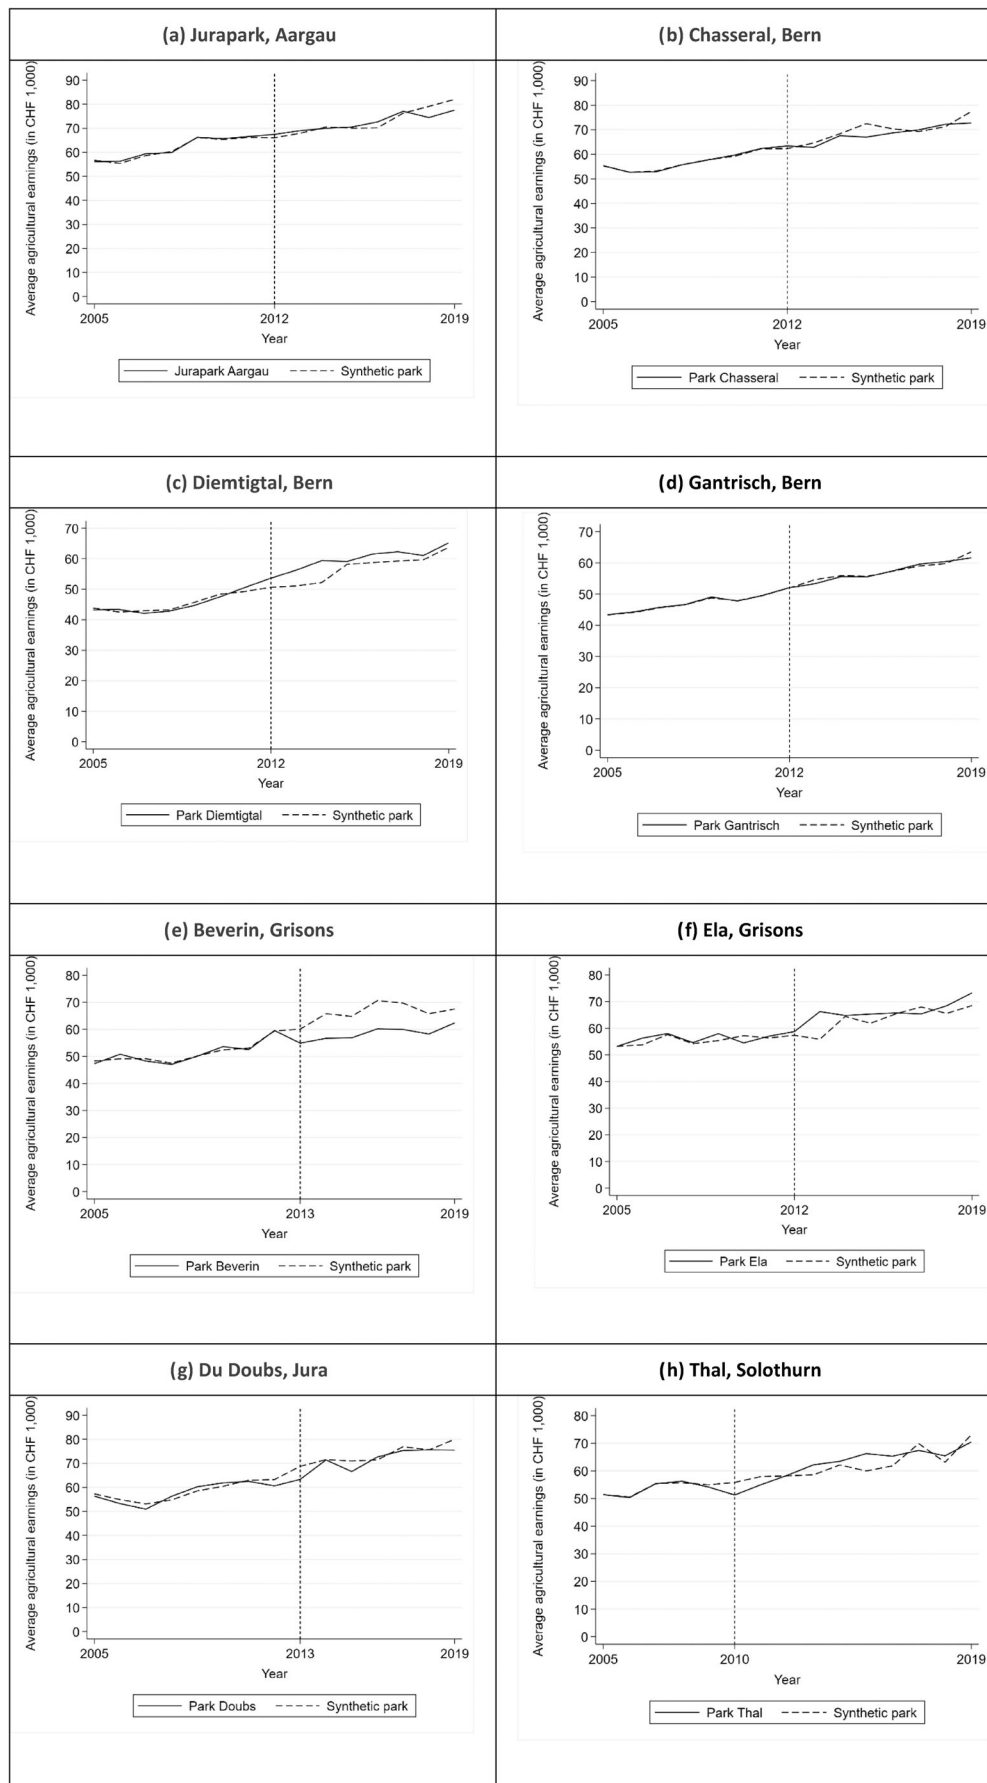 (a) Jurapark, Aargau
Average agricultural earnings (in CHF 1,000)
90
80
70
60
50
40
30
20
10
0
2005 2012 2019
Year
Jurapark Aargau Synthetic park
(b) Chasseral, Bern
Average agricultural earnings (in CHF 1,000)
90
80
70
60
50
40
30
20
10
0
2005 2012 2019
Year
Park Chasseral Synthetic park
(c) Diemtigtal, Bern
Average agricultural earnings (in CHF 1,000)
70
60
50
40
30
20
10
0
2005 2012 2019
Year
Park Diemtigtal Synthetic park
(d) Gantrisch, Bern
Average agricultural earnings (in CHF 1,000)
70
60
50
40
30
20
10
0
2005 2012 2019
Year
Park Gantrisch Synthetic park
(e) Beverin, Grisons
Average agricultural earnings (in CHF 1,000)
80
70
60
50
40
30
20
10
0
2005 2013 2019
Year
Park Beverin Synthetic park
(f) Ela, Grisons
Average agricultural earnings (in CHF 1,000)
80
70
60
50
40
30
20
10
0
2005 2012 2019
Year
Park Ela Synthetic park
(g) Du Doubs, Jura
Average agricultural earnings (in CHF 1,000)
90
80
70
60
50
40
30
20
10
0
2005 2013 2019
Year
Park Doubs Synthetic park
(h) Thal, Solothurn
Average agricultural earnings (in CHF 1,000)
80
70
60
50
40
30
20
10
0
2005 2010 2019
Year
Park Thal Synthetic park